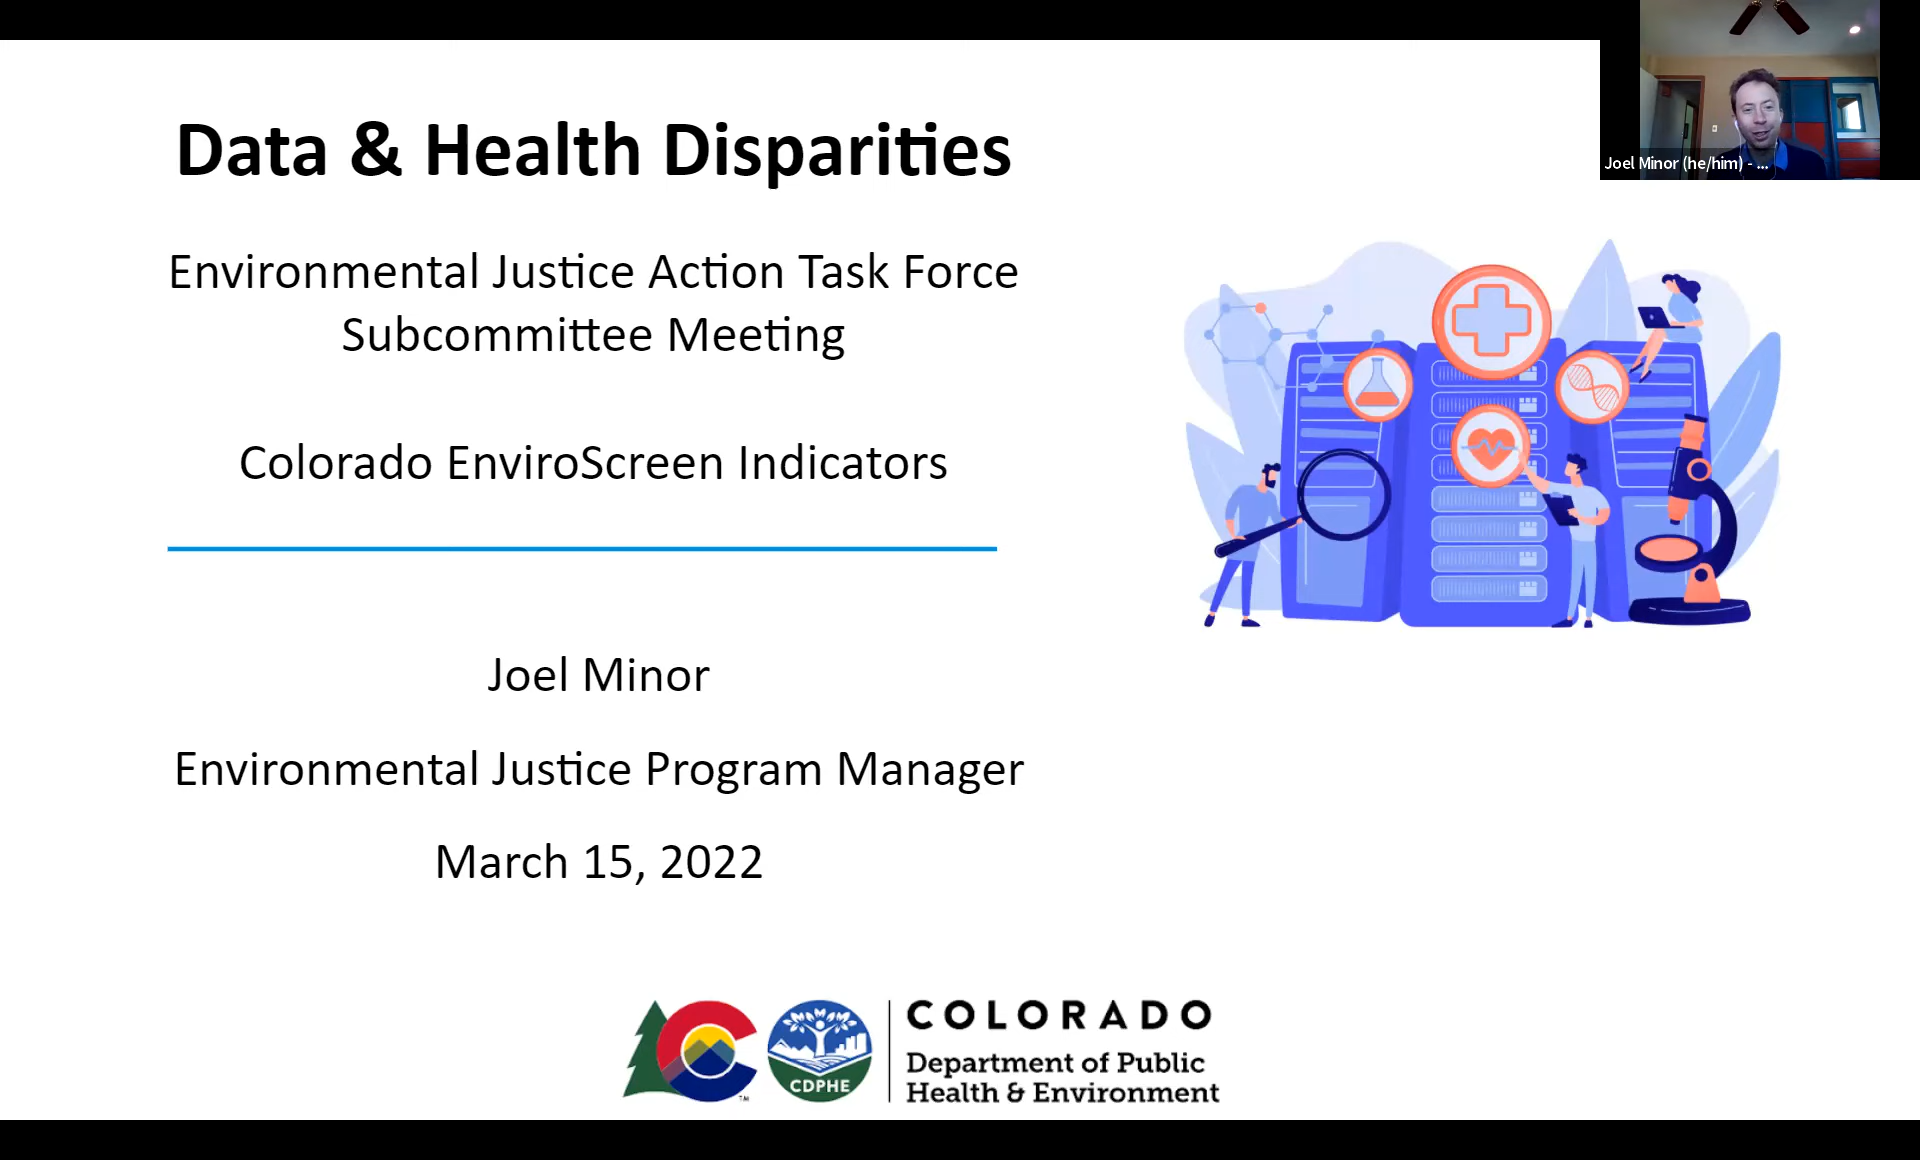 Data & Health Disparities
Environmental Justice Action Task Force
Subcommittee Meeting
Colorado EnviroScreen Indicators
Joel Minor
Environmental Justice Program Manager
March 15, 2022
Joel Minor (he/him) - ...
CDPHE
TM
COLORADO
Department of Public
Health & Environment